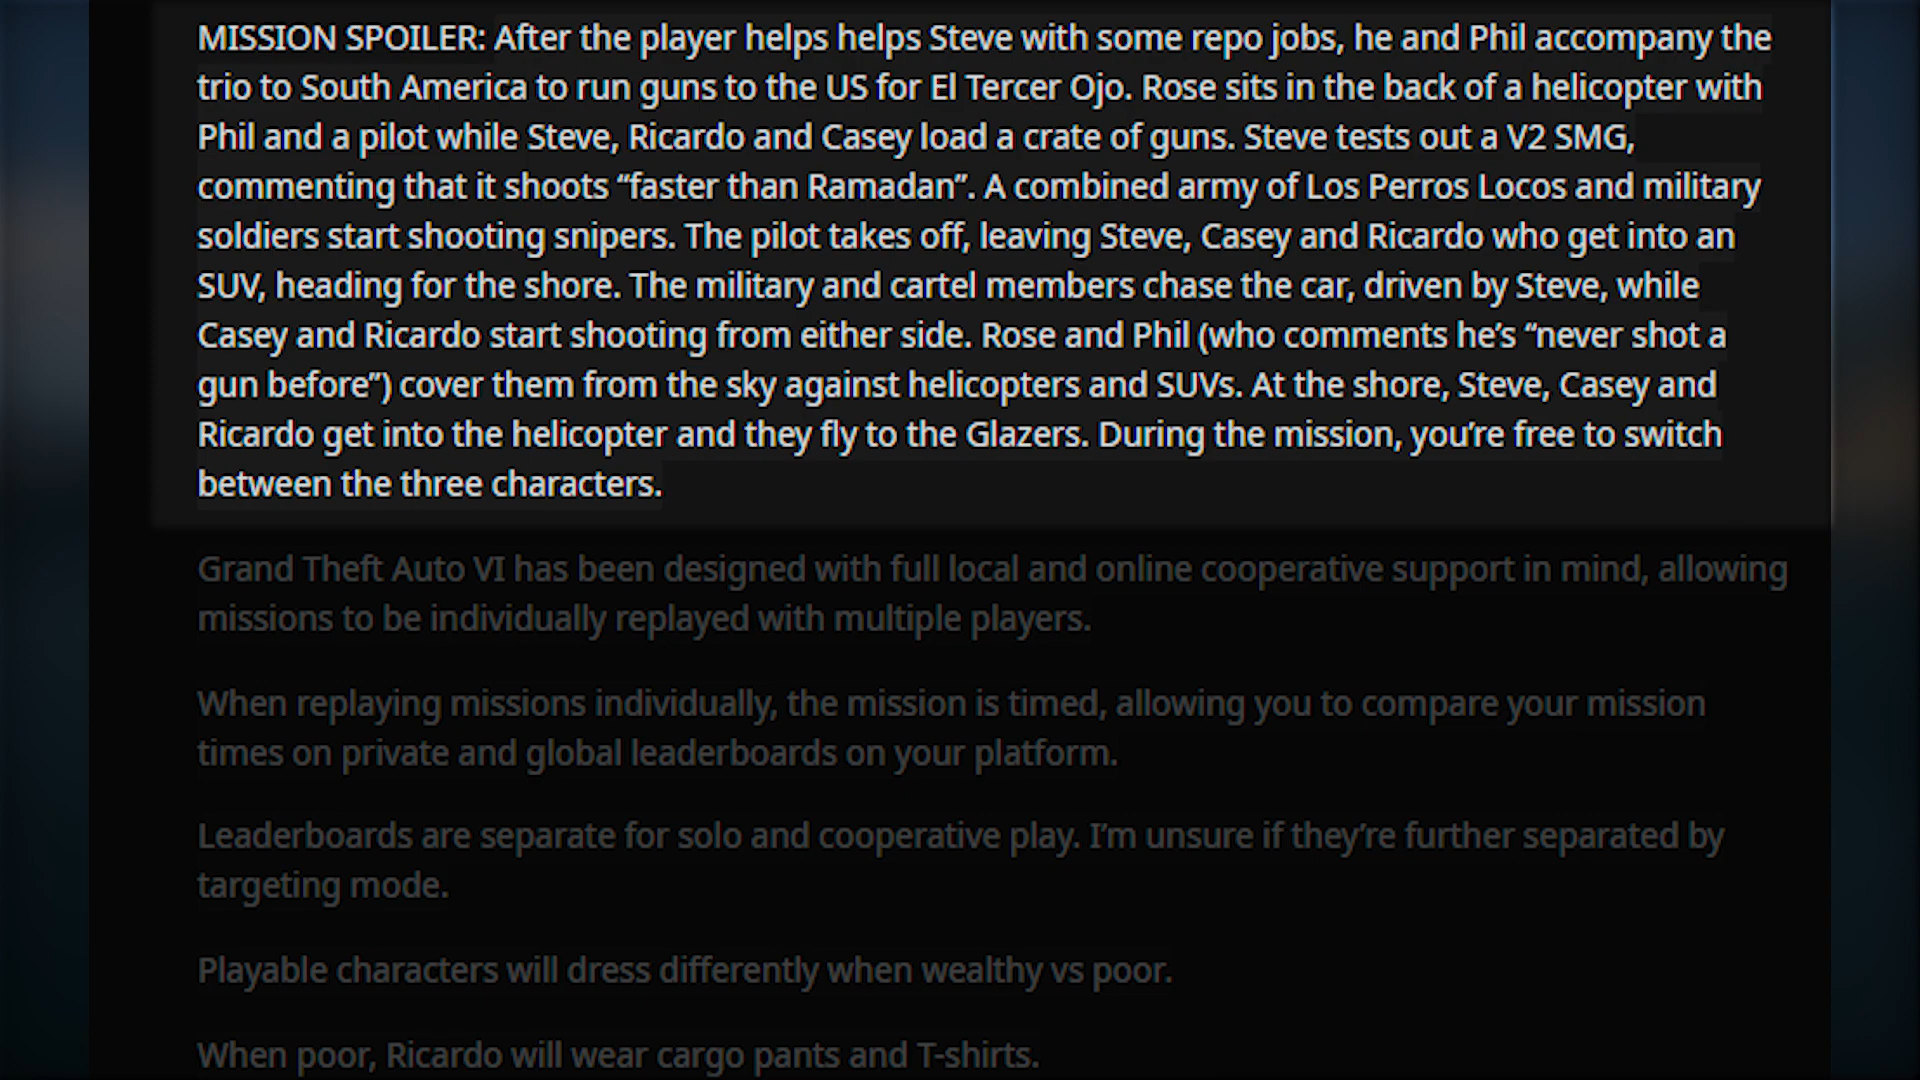 MISSION SPOILER: After the player helps helps Steve with some repo jobs, he and Phil accompany the
trio to South America to run guns to the US for El Tercer Ojo. Rose sits in the back of a helicopter with
Phil and a pilot while Steve, Ricardo and Casey load a crate of guns. Steve tests out a V2 SMG,
commenting that it shoots “faster than Ramadan”. A combined army of Los Perros Locos and military
soldiers start shooting snipers. The pilot takes off, leaving Steve, Casey and Ricardo who get into an
SUV, heading for the shore. The military and cartel members chase the car, driven by Steve, while
Casey and Ricardo start shooting from either side. Rose and Phil (who comments he’s “never shot a
gun before”) cover them from the sky against helicopters and SUVs. At the shore, Steve, Casey and
Ricardo get into the helicopter and they fly to the Glazers. During the mission, you’re free to switch
between the three characters.
Grand Theft Auto VI has been designed with full local and online cooperative support in mind, allowing
missions to be individually replayed with multiple players.
When replaying missions individually, the mission is timed, allowing you to compare your mission
times on private and global leaderboards on your platform.
Leaderboards are separate for solo and cooperative play. I’m unsure if they’re further separated by
targeting mode.
Playable characters will dress differently when wealthy vs poor.
When poor, Ricardo will wear cargo pants and T-shirts.